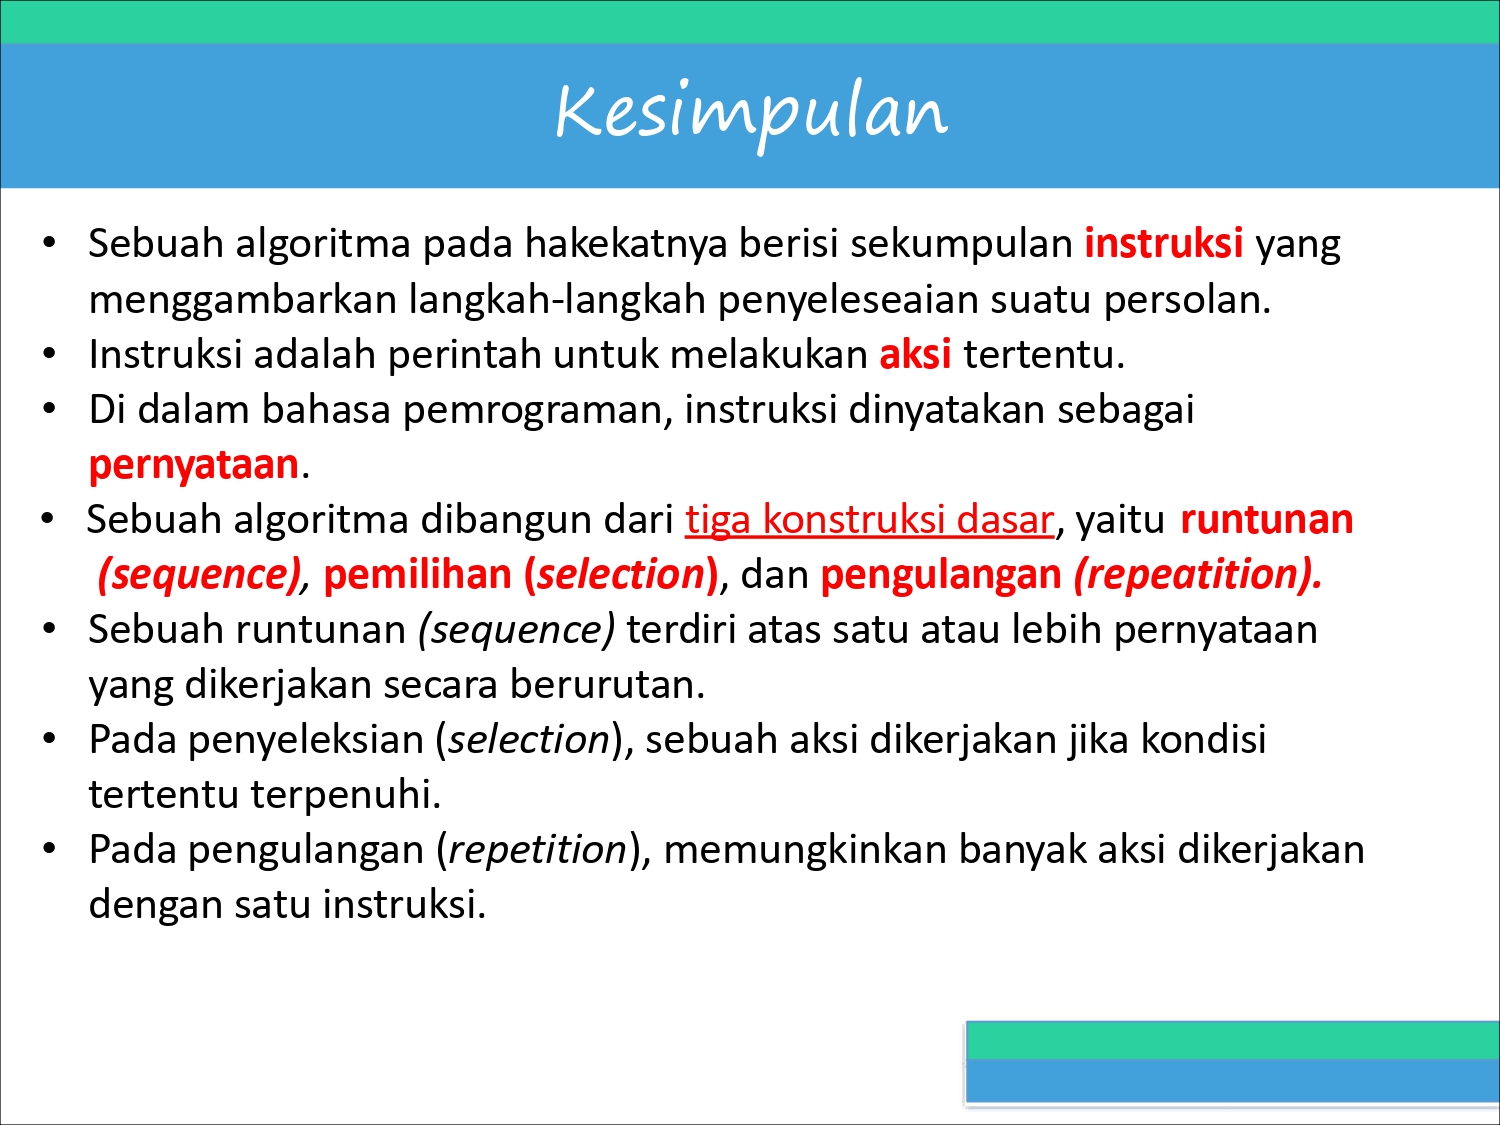 Kesimpulan
• Sebuah algoritma pada hakekatnya berisi sekumpulan instruksi yang
menggambarkan langkah-langkah penyeleseaian suatu persolan.
• Instruksi adalah perintah untuk melakukan aksi tertentu.
• Di dalam bahasa pemrograman, instruksi dinyatakan sebagai
pernyataan.
• Sebuah algoritma dibangun dari tiga konstruksi dasar, yaitu runtunan
(sequence), pemilihan (selection), dan pengulangan (repeatition).
• Sebuah runtunan (sequence) terdiri atas satu atau lebih pernyataan
yang dikerjakan secara berurutan.
• Pada penyeleksian (selection), sebuah aksi dikerjakan jika kondisi
tertentu terpenuhi.
• Pada pengulangan (repetition), memungkinkan banyak aksi dikerjakan
dengan satu instruksi.